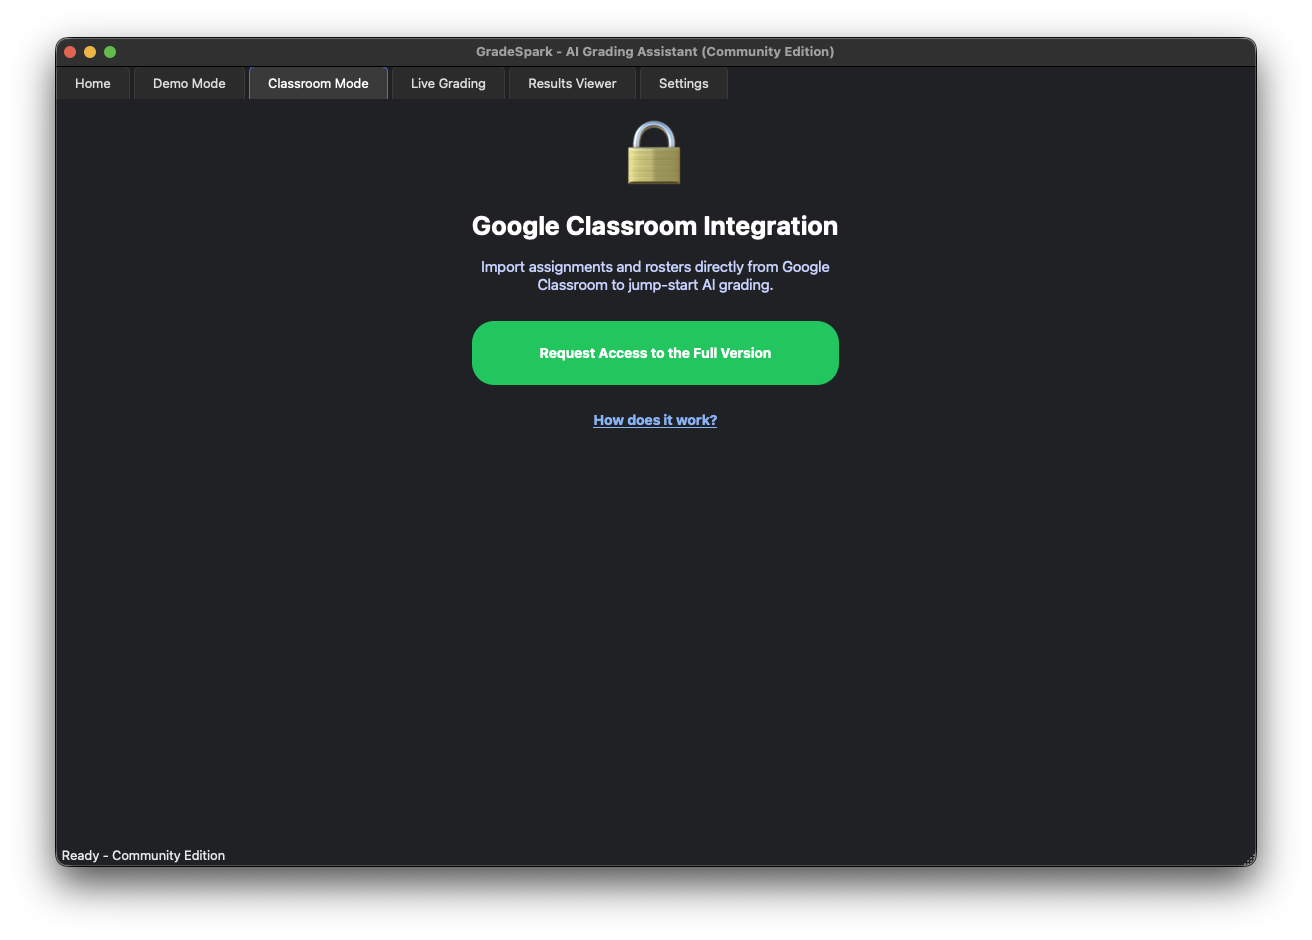 GradeSpark - AI Grading Assistant (Community Edition)
Home
Demo Mode
Classroom Mode
Live Grading
Results Viewer
Settings
Google Classroom Integration
Import assignments and rosters directly from Google
Classroom to jump-start AI grading.
Request Access to the Full Version
How does it work?
Ready - Community Edition